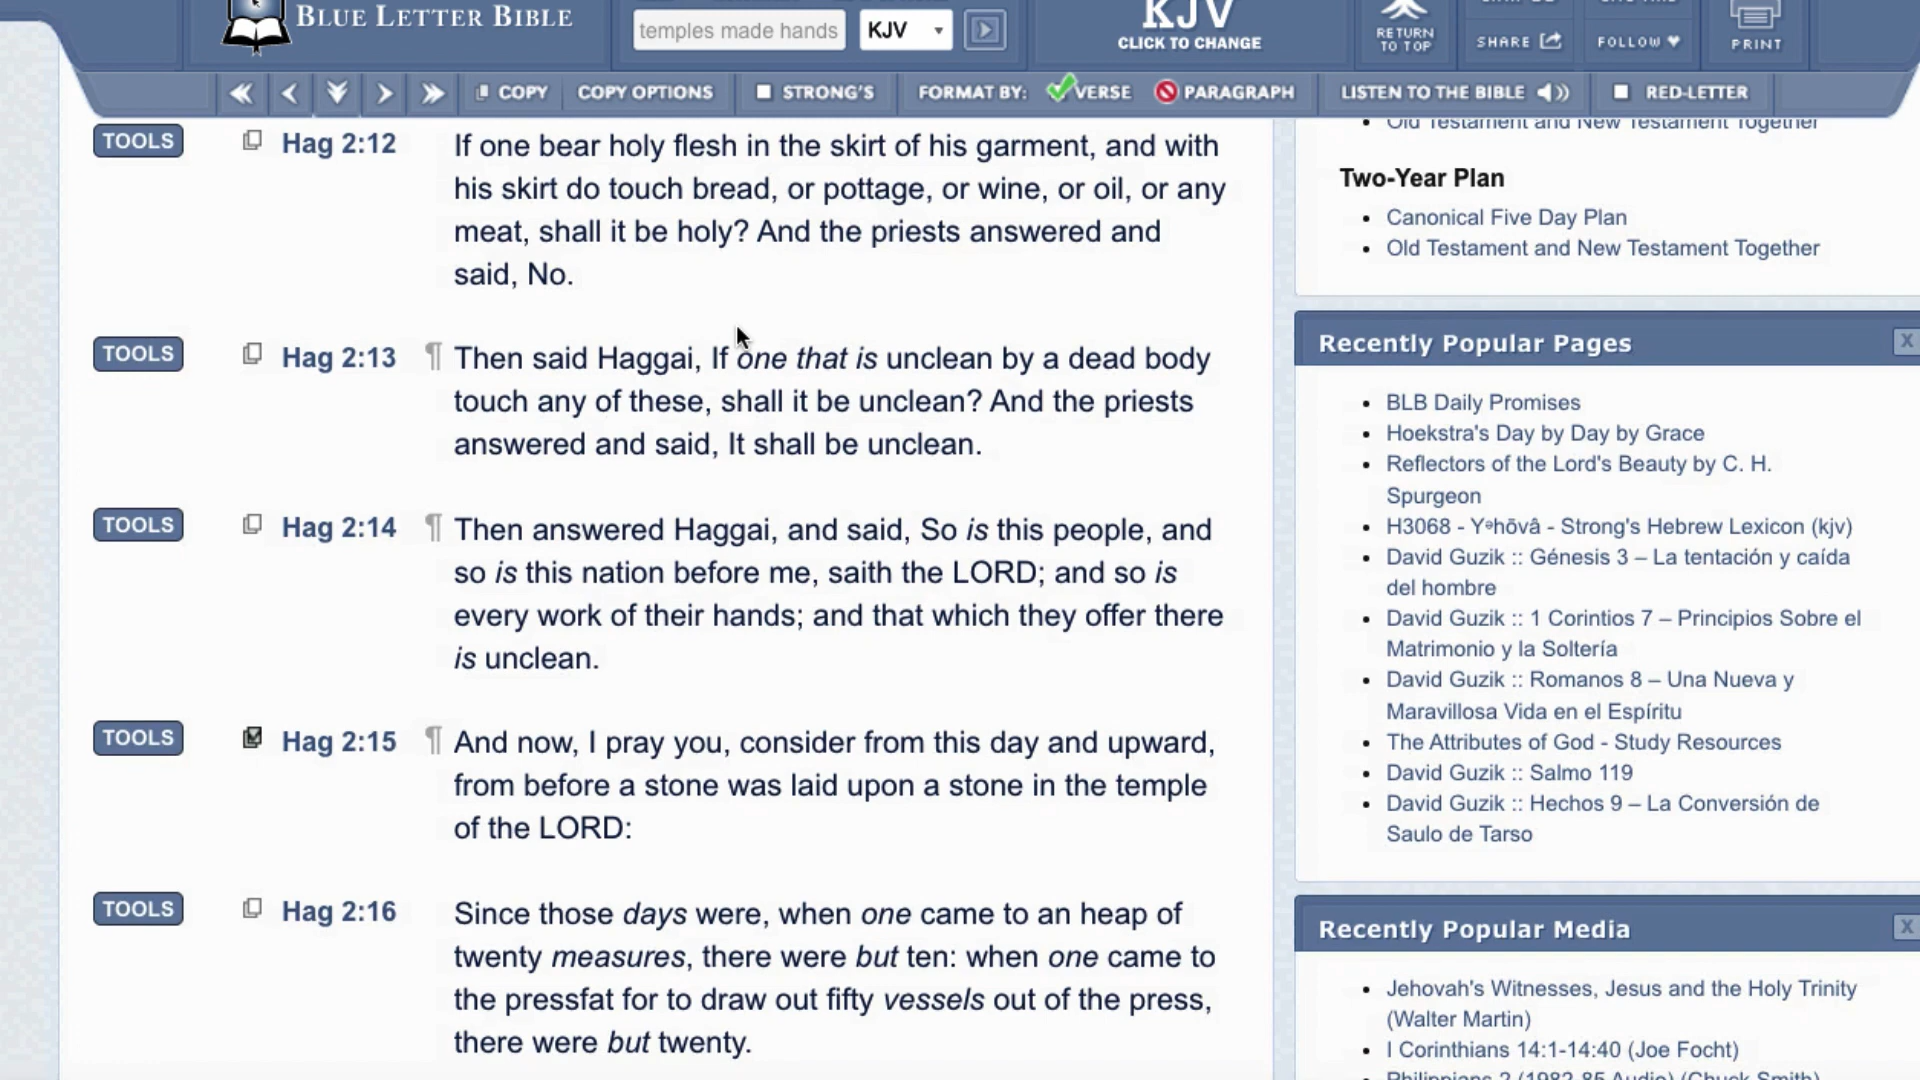 BLUE LETTER BIBLE
temples made hands
KJV
KJV
CLICK TO CHANGE
RETURN
TO TOP
SHARE
FOLLOW
PRINT
COPY
COPY OPTIONS
STRONG'S
FORMAT BY:
VERSE
PARAGRAPH
LISTEN TO THE BIBLE
RED-LETTER
TOOLS
Hag 2:12
If one bear holy flesh in the skirt of his garment, and with
his skirt do touch bread, or pottage, or wine, or oil, or any
meat, shall it be holy? And the priests answered and
said, No.
TOOLS
Hag 2:13
¶ Then said Haggai, If one that is unclean by a dead body
touch any of these, shall it be unclean? And the priests
answered and said, It shall be unclean.
TOOLS
Hag 2:14
¶ Then answered Haggai, and said, So is this people, and
so is this nation before me, saith the LORD; and so is
every work of their hands; and that which they offer there
is unclean.
TOOLS
Hag 2:15
¶ And now, I pray you, consider from this day and upward,
from before a stone was laid upon a stone in the temple
of the LORD:
TOOLS
Hag 2:16
Since those days were, when one came to an heap of
twenty measures, there were but ten: when one came to
the pressfat for to draw out fifty vessels out of the press,
there were but twenty.
Old Testament and New Testament Together
Two-Year Plan
Canonical Five Day Plan
Old Testament and New Testament Together
Recently Popular Pages
X
BLB Daily Promises
Hoekstra's Day by Day by Grace
Reflectors of the Lord's Beauty by C. H.
Spurgeon
H3068 - Yᵊhōvâ - Strong's Hebrew Lexicon (kjv)
David Guzik :: Génesis 3 – La tentación y caída
del hombre
David Guzik :: 1 Corintios 7 – Principios Sobre el
Matrimonio y la Soltería
David Guzik :: Romanos 8 – Una Nueva y
Maravillosa Vida en el Espíritu
The Attributes of God - Study Resources
David Guzik :: Salmo 119
David Guzik :: Hechos 9 – La Conversión de
Saulo de Tarso
Recently Popular Media
X
Jehovah's Witnesses, Jesus and the Holy Trinity
(Walter Martin)
I Corinthians 14:1-14:40 (Joe Focht)
Philippians 2 (1982-85 Audio) (Chuck Smith)